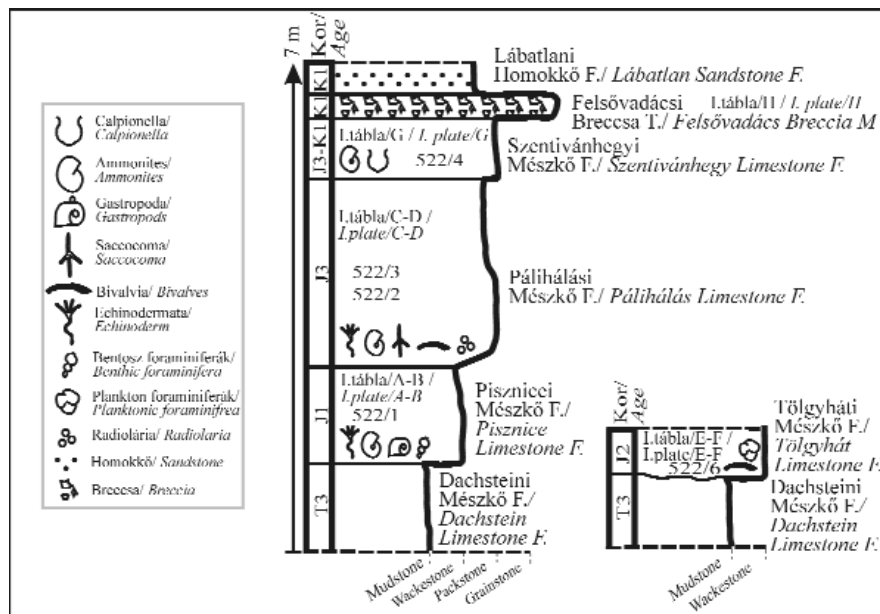 Calpionella/
Calpionella
Ammonites/
Ammonites
Gastropoda/
Gastropods
Saccocoma/
Saccocoma
Bivalvia/ Bivalves
Echinodermata/
Echinoderm
Bentosz foraminiferák/
Benthic foraminifera
Plankton foraminiferák/
Planktonic foraminifrea
Radiolária/ Radiolaria
Homokkő/ Sandstone
Breccsa/ Breccia
7 m
Kor/
Age
K1
K1
J3-K1
J3
J1
T3
Lábatlani
Homokkő F./ Lábatlan Sandstone F.
Felsővadácsi I.tábla/H / I. plate/H
Breccsa T./ Felsővadács Breccia M
I.tábla/G / I. plate/G
522/4
Szentivánhegyi
Mészkő F./ Szentivánhegy Limestone F.
I.tábla/C-D /
I.plate/C-D
522/3
522/2
Pálihálási
Mészkő F./ Pálihálás Limestone F.
I.tábla/A-B /
I.plate/A-B
522/1
Pisznicei
Mészkő F./
Pisznice
Limestone F.
Dachsteini
Mészkő F./
Dachstein
Limestone F.
Mudstone
Wackestone
Packstone
Grainstone
Kor/
Age
J2
T3
I.tábla/E-F /
I.plate/E-F
522/6
Tölgyháti
Mészkő F./
Tölgyhát
Limestone F.
Dachsteini
Mészkő F./
Dachstein
Limestone F.
Mudstone
Wackestone